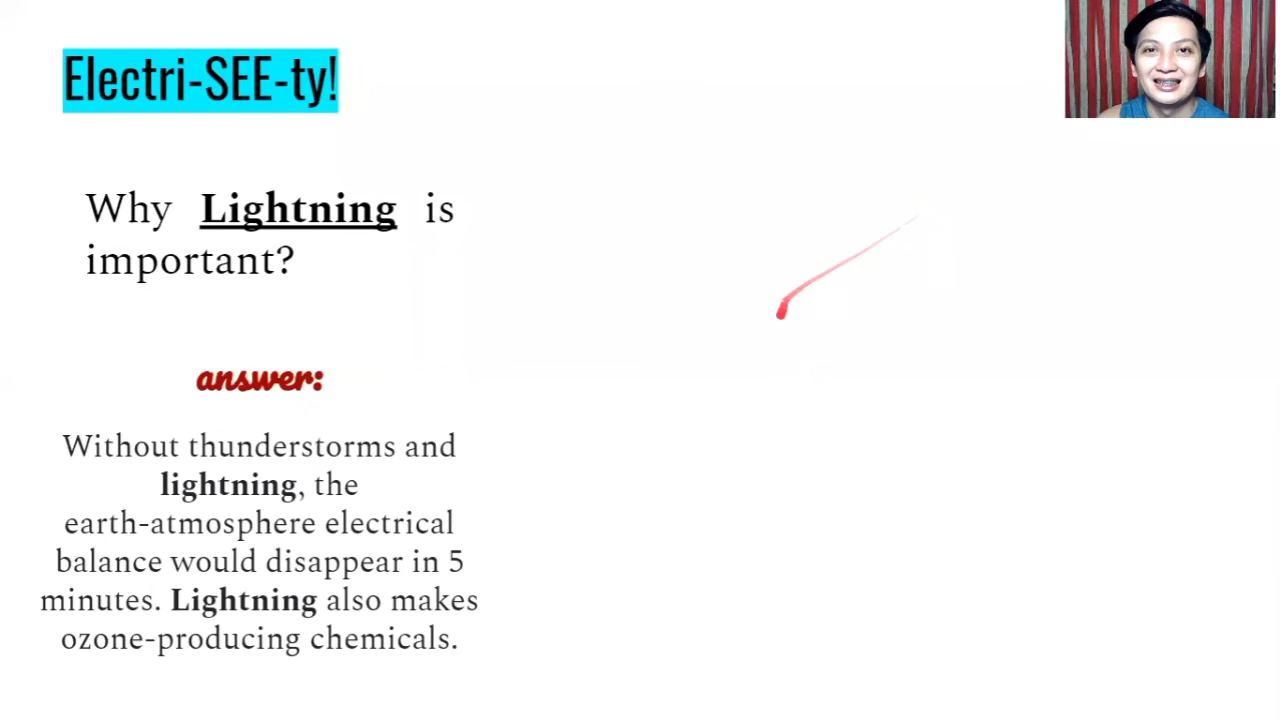 Electri-SEE-ty!
Why Lightning is
important?
answer:
Without thunderstorms and
lightning, the
earth-atmosphere electrical
balance would disappear in 5
minutes. Lightning also makes
ozone-producing chemicals.